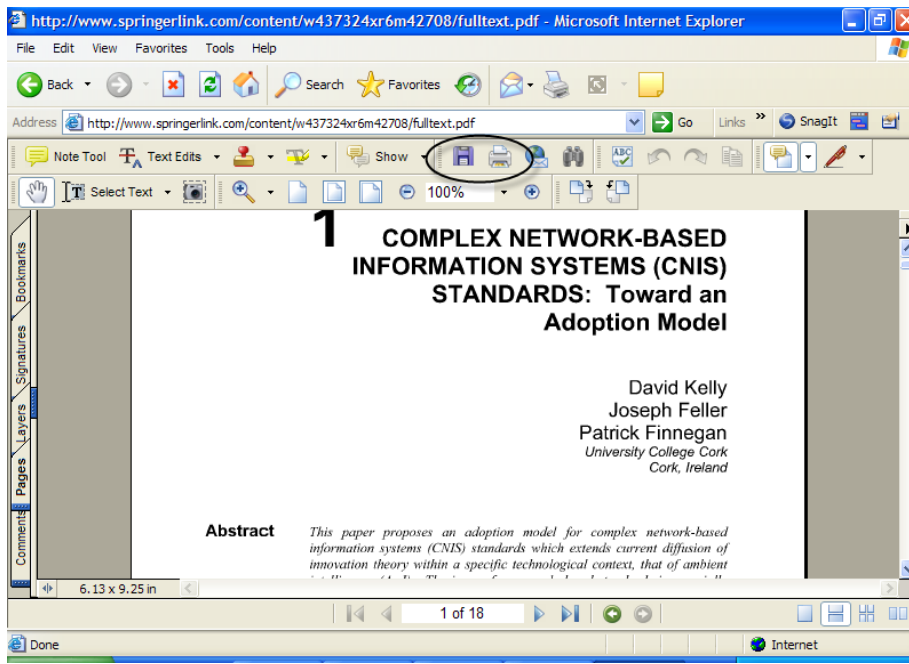 http://www.springerlink.com/content/w437324xr6m42708/fulltext.pdf - Microsoft Internet Explorer
File Edit View Favorites Tools Help
Back Search Favorites
Address http://www.springerlink.com/content/w437324xr6m42708/fulltext.pdf Go Links » SnagIt
Note Tool Text Edits Show
Select Text 100%
Bookmarks
Signatures
Layers
Pages
Comments
1 COMPLEX NETWORK-BASED
INFORMATION SYSTEMS (CNIS)
STANDARDS: Toward an
Adoption Model
David Kelly
Joseph Feller
Patrick Finnegan
University College Cork
Cork, Ireland
Abstract This paper proposes an adoption model for complex network-based
information systems (CNIS) standards which extends current diffusion of
innovation theory within a specific technological context, that of ambient
6.13 x 9.25 in
1 of 18
Done Internet